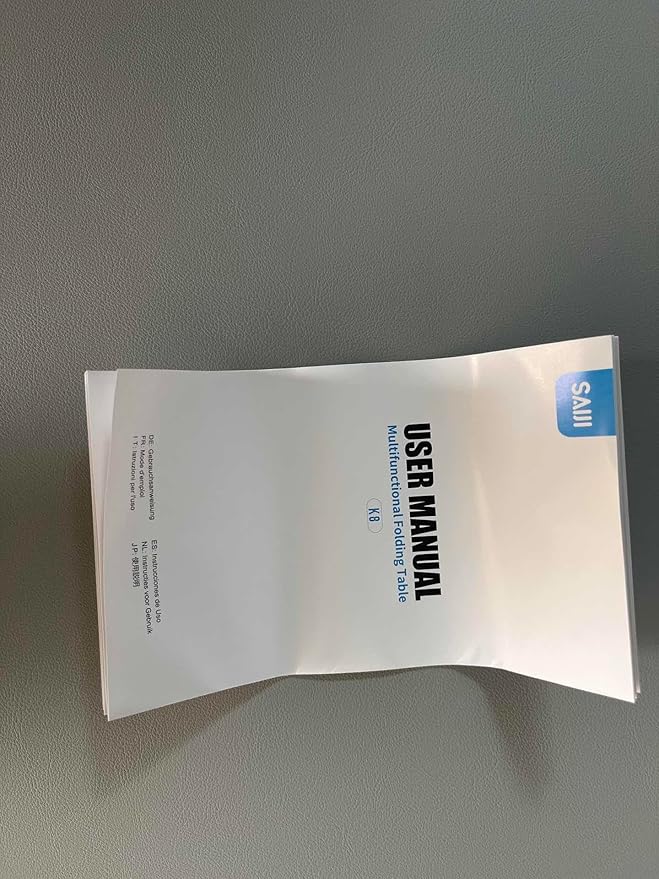 SAIJI
USER MANUAL
Multifunctional Folding Table
K8
DE: Gebrauchsanweisung
FR: Mode d'emploi
I T: Istruzioni per l'uso
ES: Instrucciones de Uso
NL: Instructies voor Gebruik
JP: 使用説明